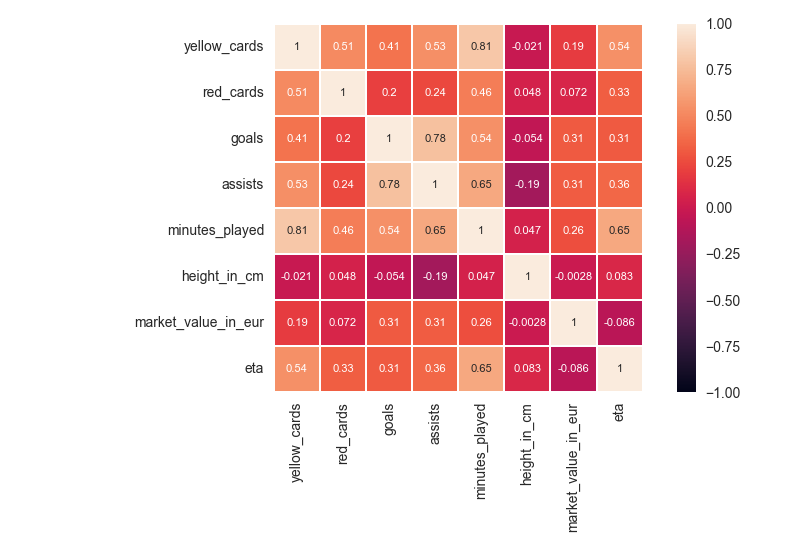 yellow_cards 1 0.51 0.41 0.53 0.81 -0.021 0.19 0.54
red_cards 0.51 1 0.2 0.24 0.46 0.048 0.072 0.33
goals 0.41 0.2 1 0.78 0.54 -0.054 0.31 0.31
assists 0.53 0.24 0.78 1 0.65 -0.19 0.31 0.36
minutes_played 0.81 0.46 0.54 0.65 1 0.047 0.26 0.65
height_in_cm -0.021 0.048 -0.054 -0.19 0.047 1 -0.0028 0.083
market_value_in_eur 0.19 0.072 0.31 0.31 0.26 -0.0028 1 -0.086
eta 0.54 0.33 0.31 0.36 0.65 0.083 -0.086 1
yellow_cards
red_cards
goals
assists
minutes_played
height_in_cm
market_value_in_eur
eta
1.00
0.75
0.50
0.25
0.00
−0.25
−0.50
−0.75
−1.00